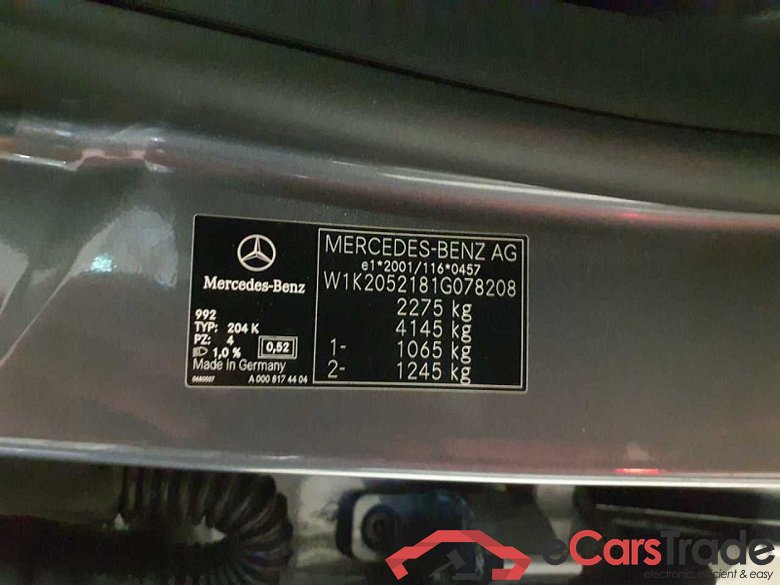 Mercedes-Benz
992
TYP: 204 K
PZ: 4
1,0 % 0,52
Made in Germany
A 000 817 44 04
MERCEDES-BENZ AG
e1*2001/116*0457
W1K2052181G078208
2275 kg
4145 kg
1- 1065 kg
2- 1245 kg
eCarsTrade
electronic efficient & easy